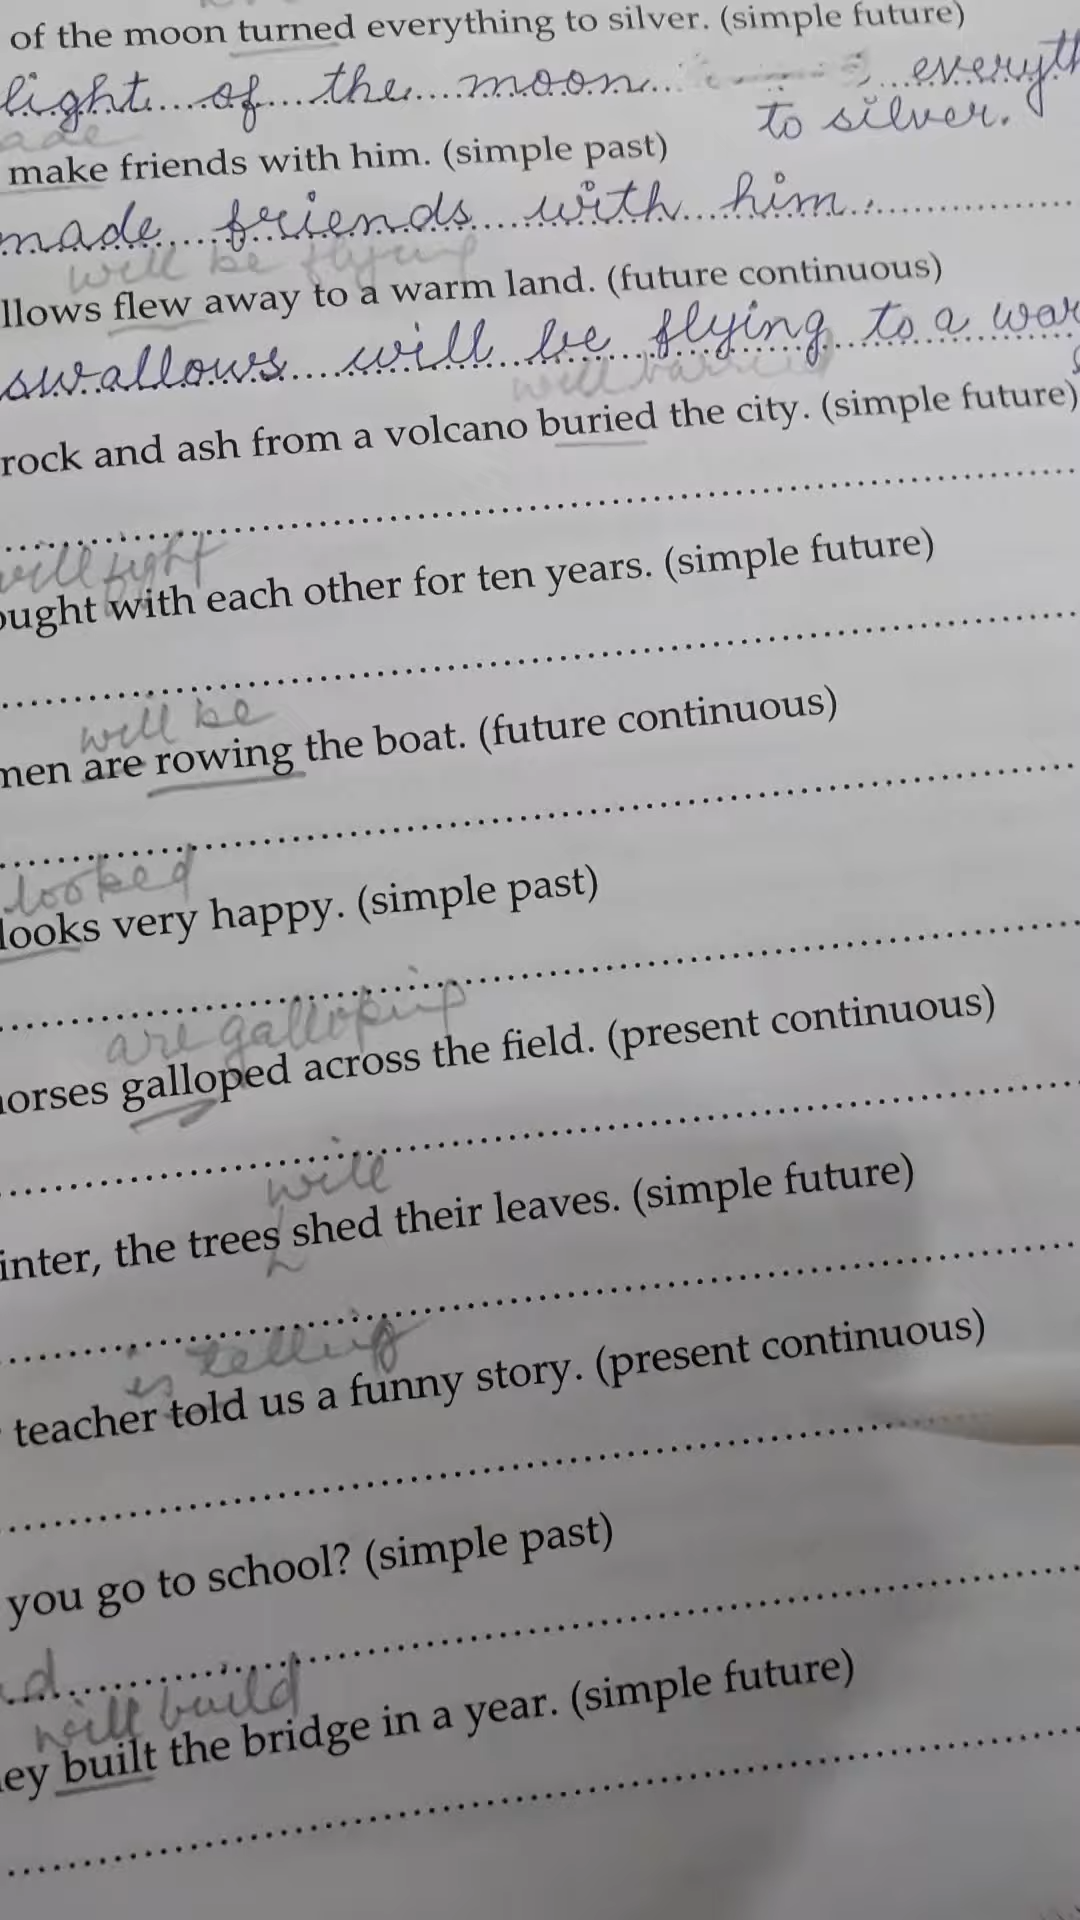 of the moon turned everything to silver. (simple future)
light of the moon everyth
to silver.
ade
make friends with him. (simple past)
made friends with him.
will be flying
llows flew away to a warm land. (future continuous)
swallows will be flying to a war
will
rock and ash from a volcano buried the city. (simple future)
will fight
ought with each other for ten years. (simple future)
will be
men are rowing the boat. (future continuous)
looked
looks very happy. (simple past)
are galloping
horses galloped across the field. (present continuous)
will
inter, the trees shed their leaves. (simple future)
is telling
teacher told us a funny story. (present continuous)
you go to school? (simple past)
d
will build
ey built the bridge in a year. (simple future)